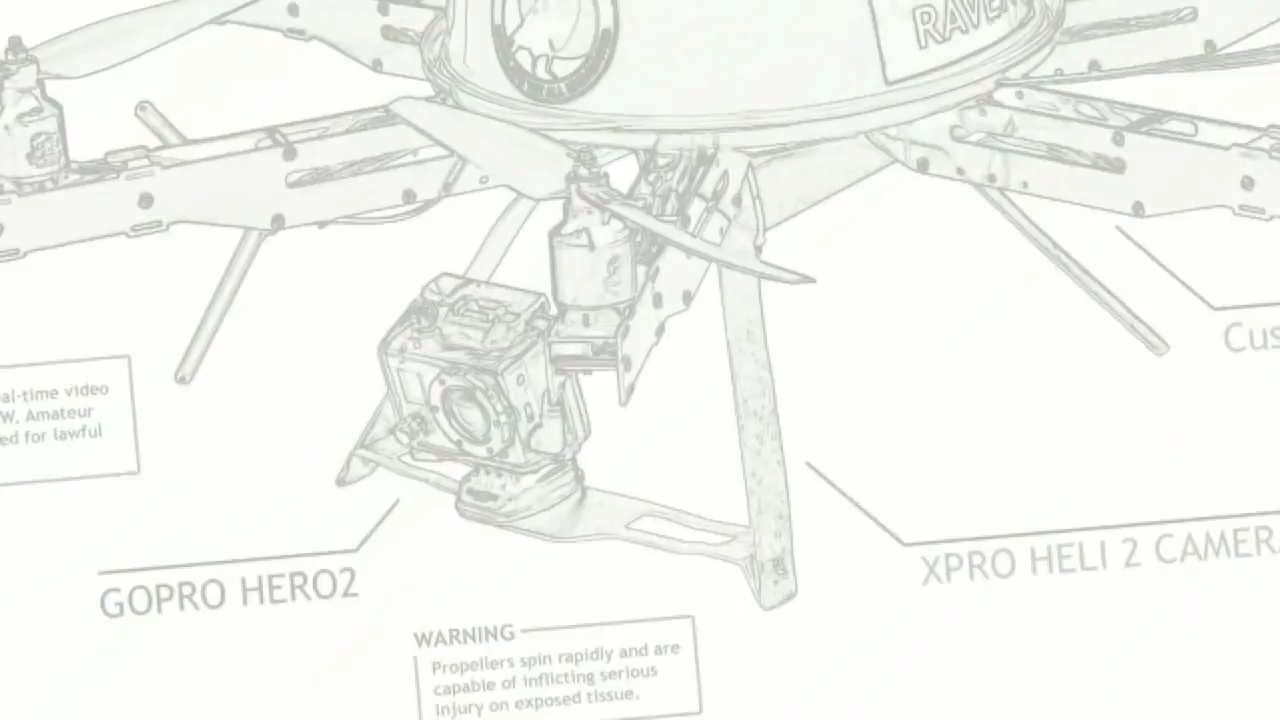 RAVEN
Cus
al-time video
W. Amateur
ed for lawful
GOPRO HERO2
XPRO HELI 2 CAMERA
WARNING
Propellers spin rapidly and are
capable of inflicting serious
injury on exposed tissue.